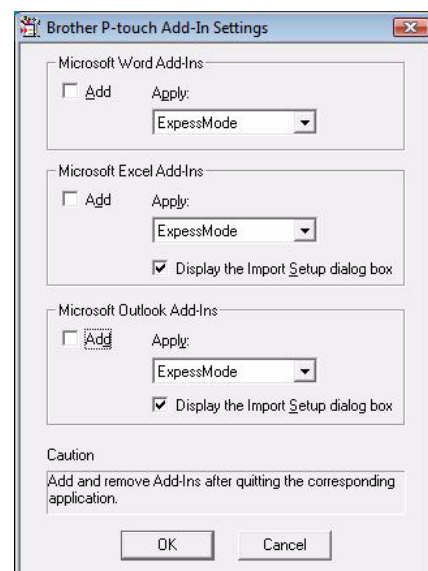 Brother P-touch Add-In Settings
Microsoft Word Add-Ins
Add Apply:
ExpessMode
Microsoft Excel Add-Ins
Add Apply:
ExpessMode
Display the Import Setup dialog box
Microsoft Outlook Add-Ins
Add Apply:
ExpessMode
Display the Import Setup dialog box
Caution
Add and remove Add-Ins after quitting the corresponding
application.
OK Cancel